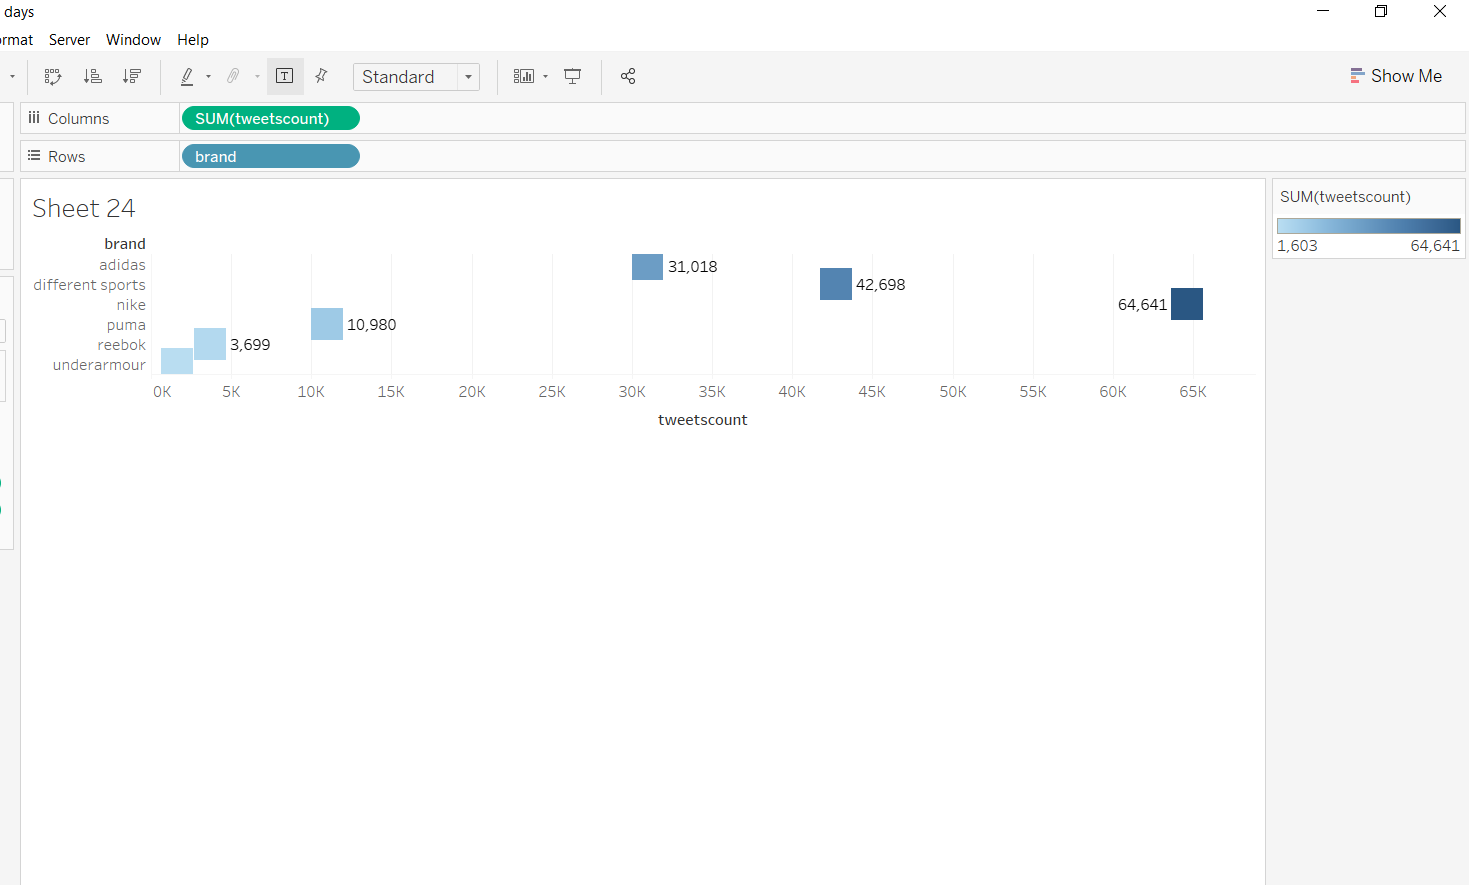 days
ormat Server Window Help
Standard
Show Me
Columns SUM(tweetscount)
Rows brand
Sheet 24
SUM(tweetscount)
1,603 64,641
brand
adidas 31,018
different sports 42,698
nike 64,641
puma 10,980
reebok 3,699
underarmour
0K 5K 10K 15K 20K 25K 30K 35K 40K 45K 50K 55K 60K 65K
tweetscount